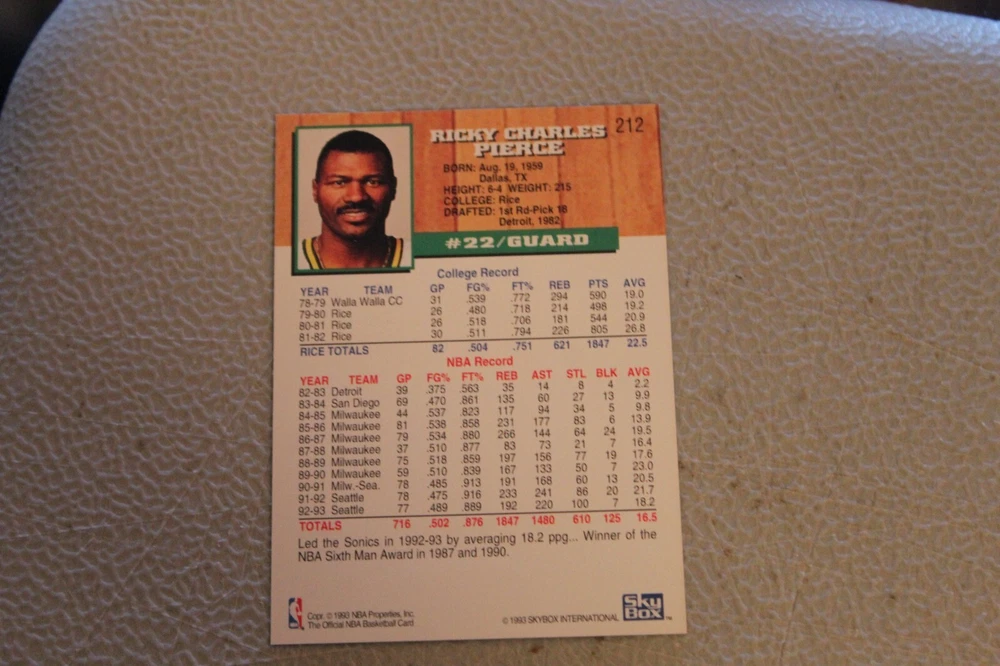 RICKY CHARLES 212
PIERCE
BORN: Aug. 19, 1959
Dallas, TX
HEIGHT: 6-4 WEIGHT: 215
COLLEGE: Rice
DRAFTED: 1st Rd-Pick 18
Detroit, 1982
#22/GUARD
College Record
YEAR TEAM GP FG% FT% REB PTS AVG
78-79 Walla Walla CC 31 .539 .772 294 590 19.0
79-80 Rice 26 .480 .718 214 498 19.2
80-81 Rice 26 .518 .706 181 544 20.9
81-82 Rice 30 .511 .794 226 805 26.8
RICE TOTALS 82 .504 .751 621 1847 22.5
NBA Record
YEAR TEAM GP FG% FT% REB AST STL BLK AVG
82-83 Detroit 39 .375 .563 35 14 8 4 2.2
83-84 San Diego 69 .470 .861 135 60 27 13 9.9
84-85 Milwaukee 44 .537 .823 117 94 34 5 9.8
85-86 Milwaukee 81 .538 .858 231 177 83 6 13.9
86-87 Milwaukee 79 .534 .880 266 144 64 24 19.5
87-88 Milwaukee 37 .510 .877 83 73 21 7 16.4
88-89 Milwaukee 75 .518 .859 197 156 77 19 17.6
89-90 Milwaukee 59 .510 .839 167 133 50 7 23.0
90-91 Milw.-Sea. 78 .485 .913 191 168 60 13 20.5
91-92 Seattle 78 .475 .916 233 241 86 20 21.7
92-93 Seattle 77 .489 .889 192 220 100 7 18.2
TOTALS 716 .502 .876 1847 1480 610 125 16.5
Led the Sonics in 1992-93 by averaging 18.2 ppg... Winner of the
NBA Sixth Man Award in 1987 and 1990.
Copr. © 1993 NBA Properties, Inc.
The Official NBA Basketball Card
© 1993 SKYBOX INTERNATIONAL
Sky
Box TM